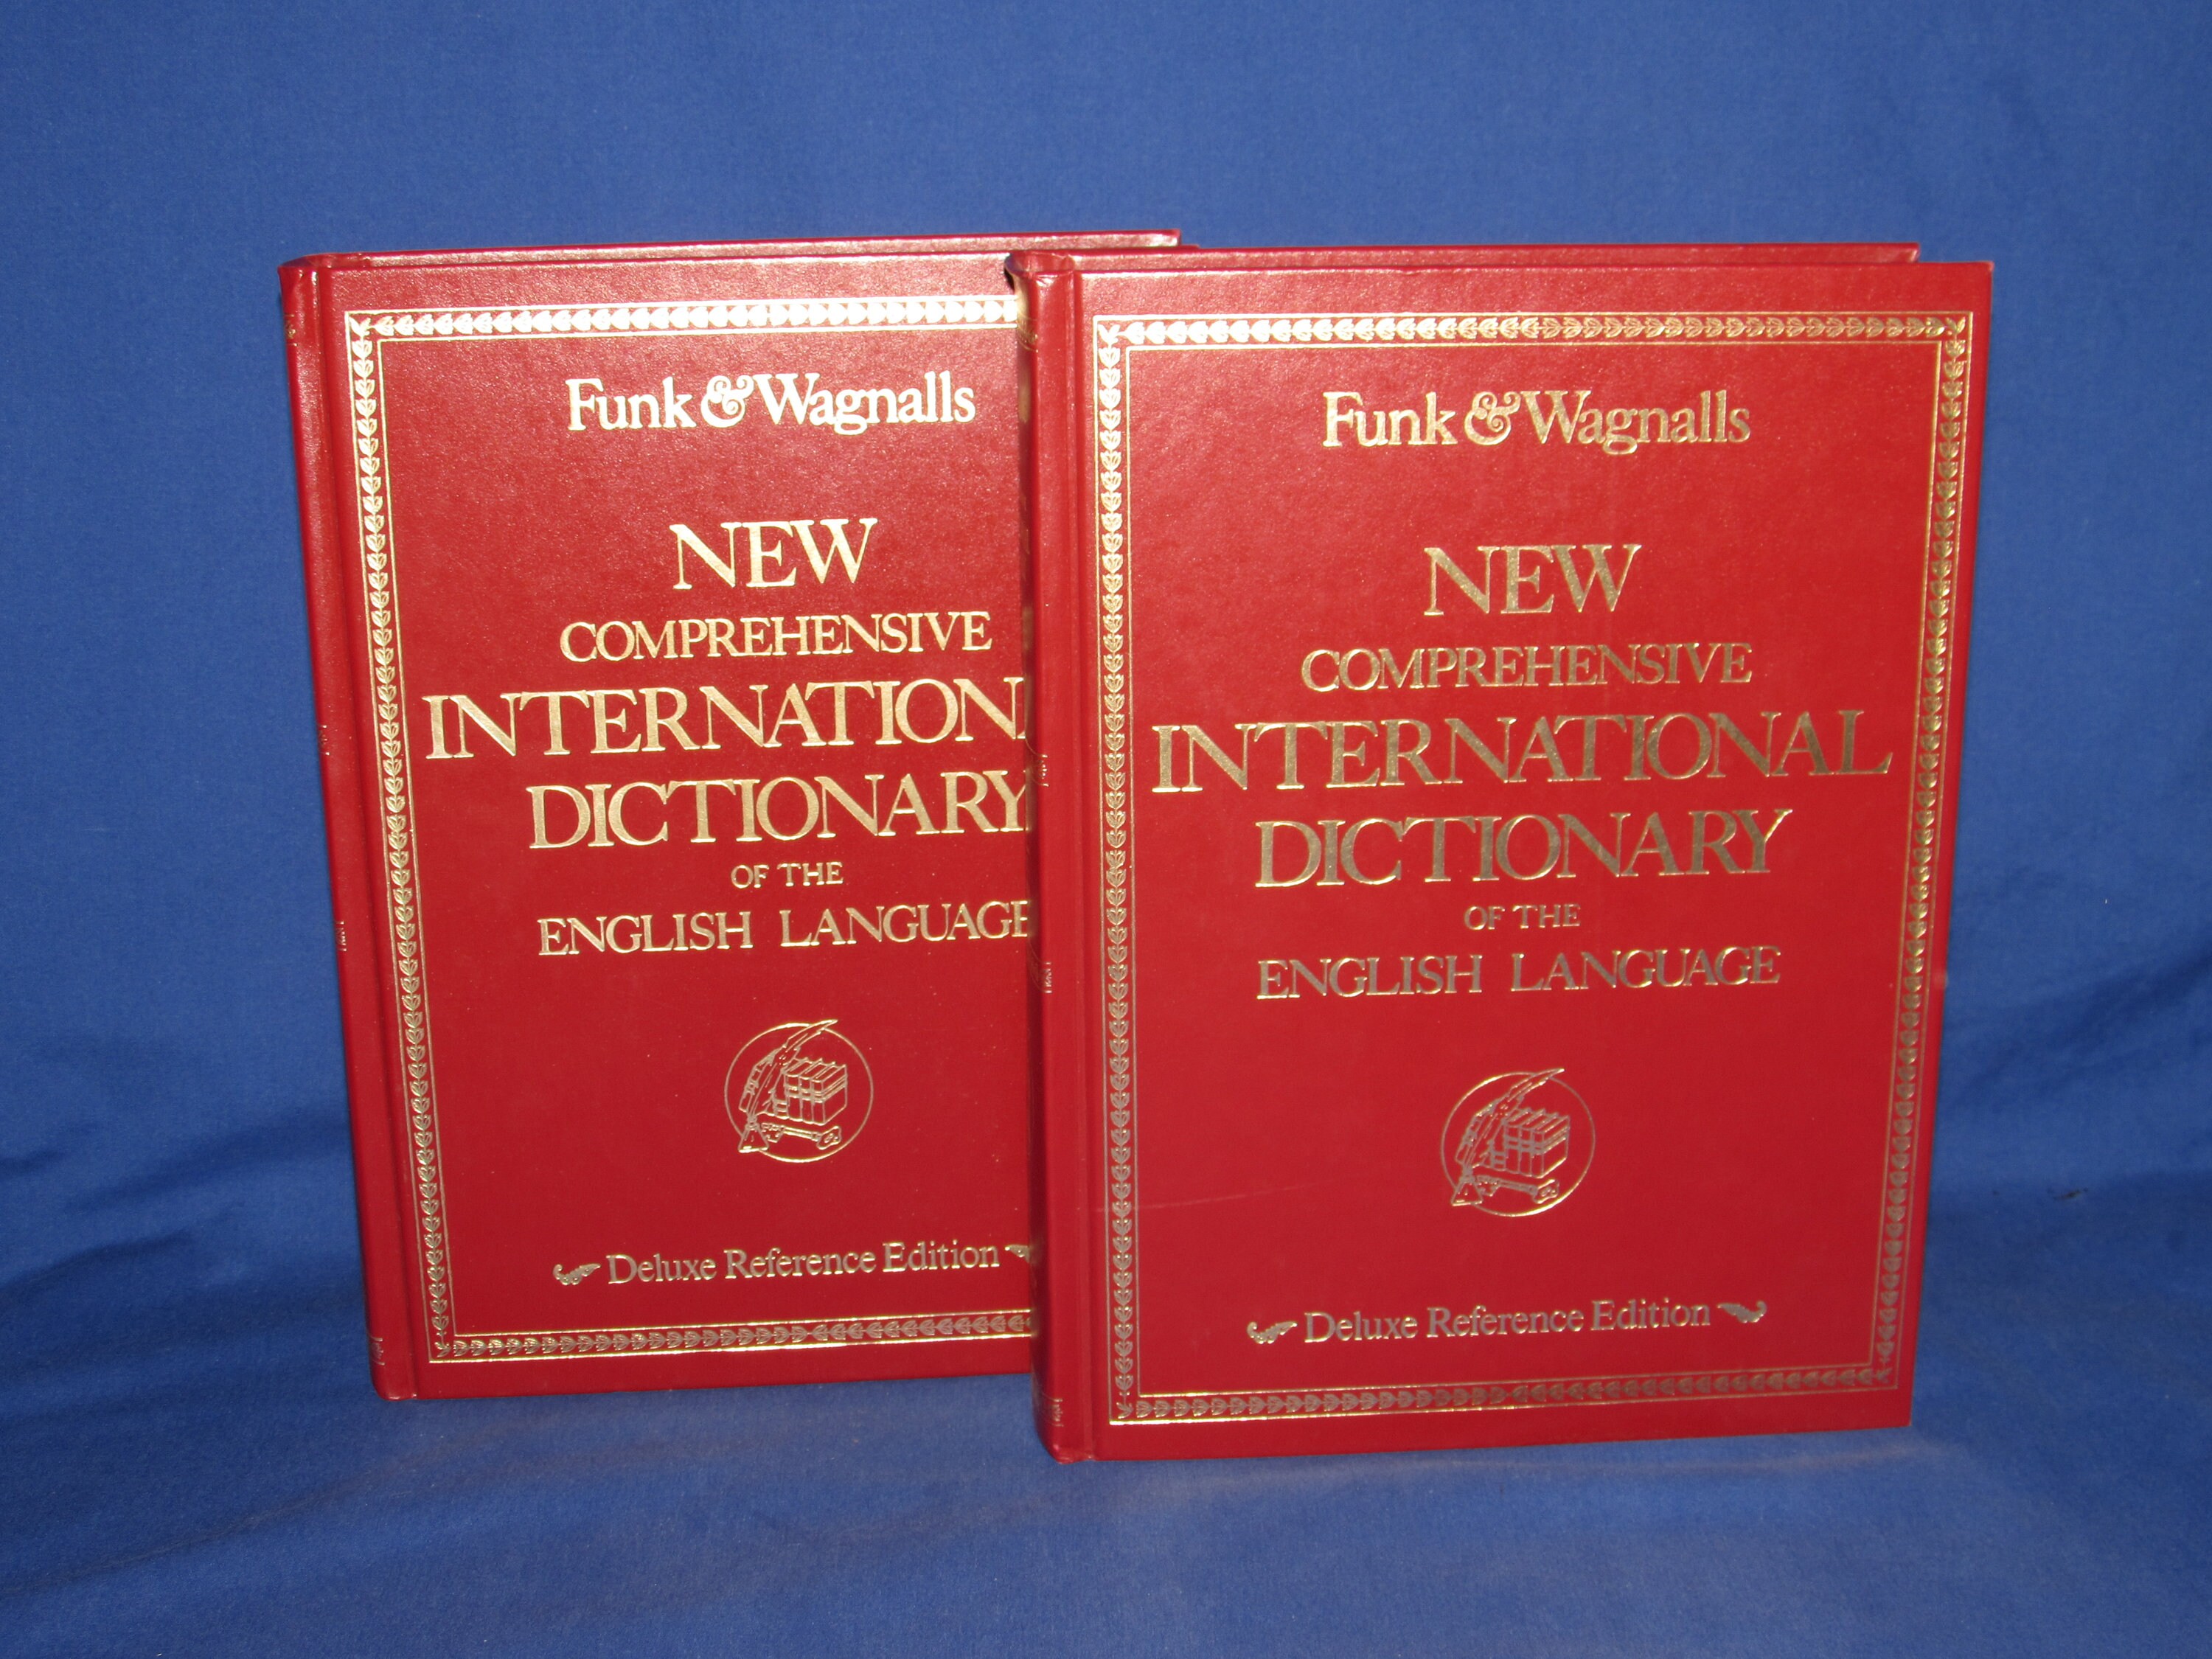 Funk & Wagnalls
NEW
COMPREHENSIVE
INTERNATIONA
DICTIONARY
OF THE
ENGLISH LANGUAGE
Deluxe Reference Edition
Funk & Wagnalls
NEW
COMPREHENSIVE
INTERNATIONAL
DICTIONARY
OF THE
ENGLISH LANGUAGE
Deluxe Reference Edition